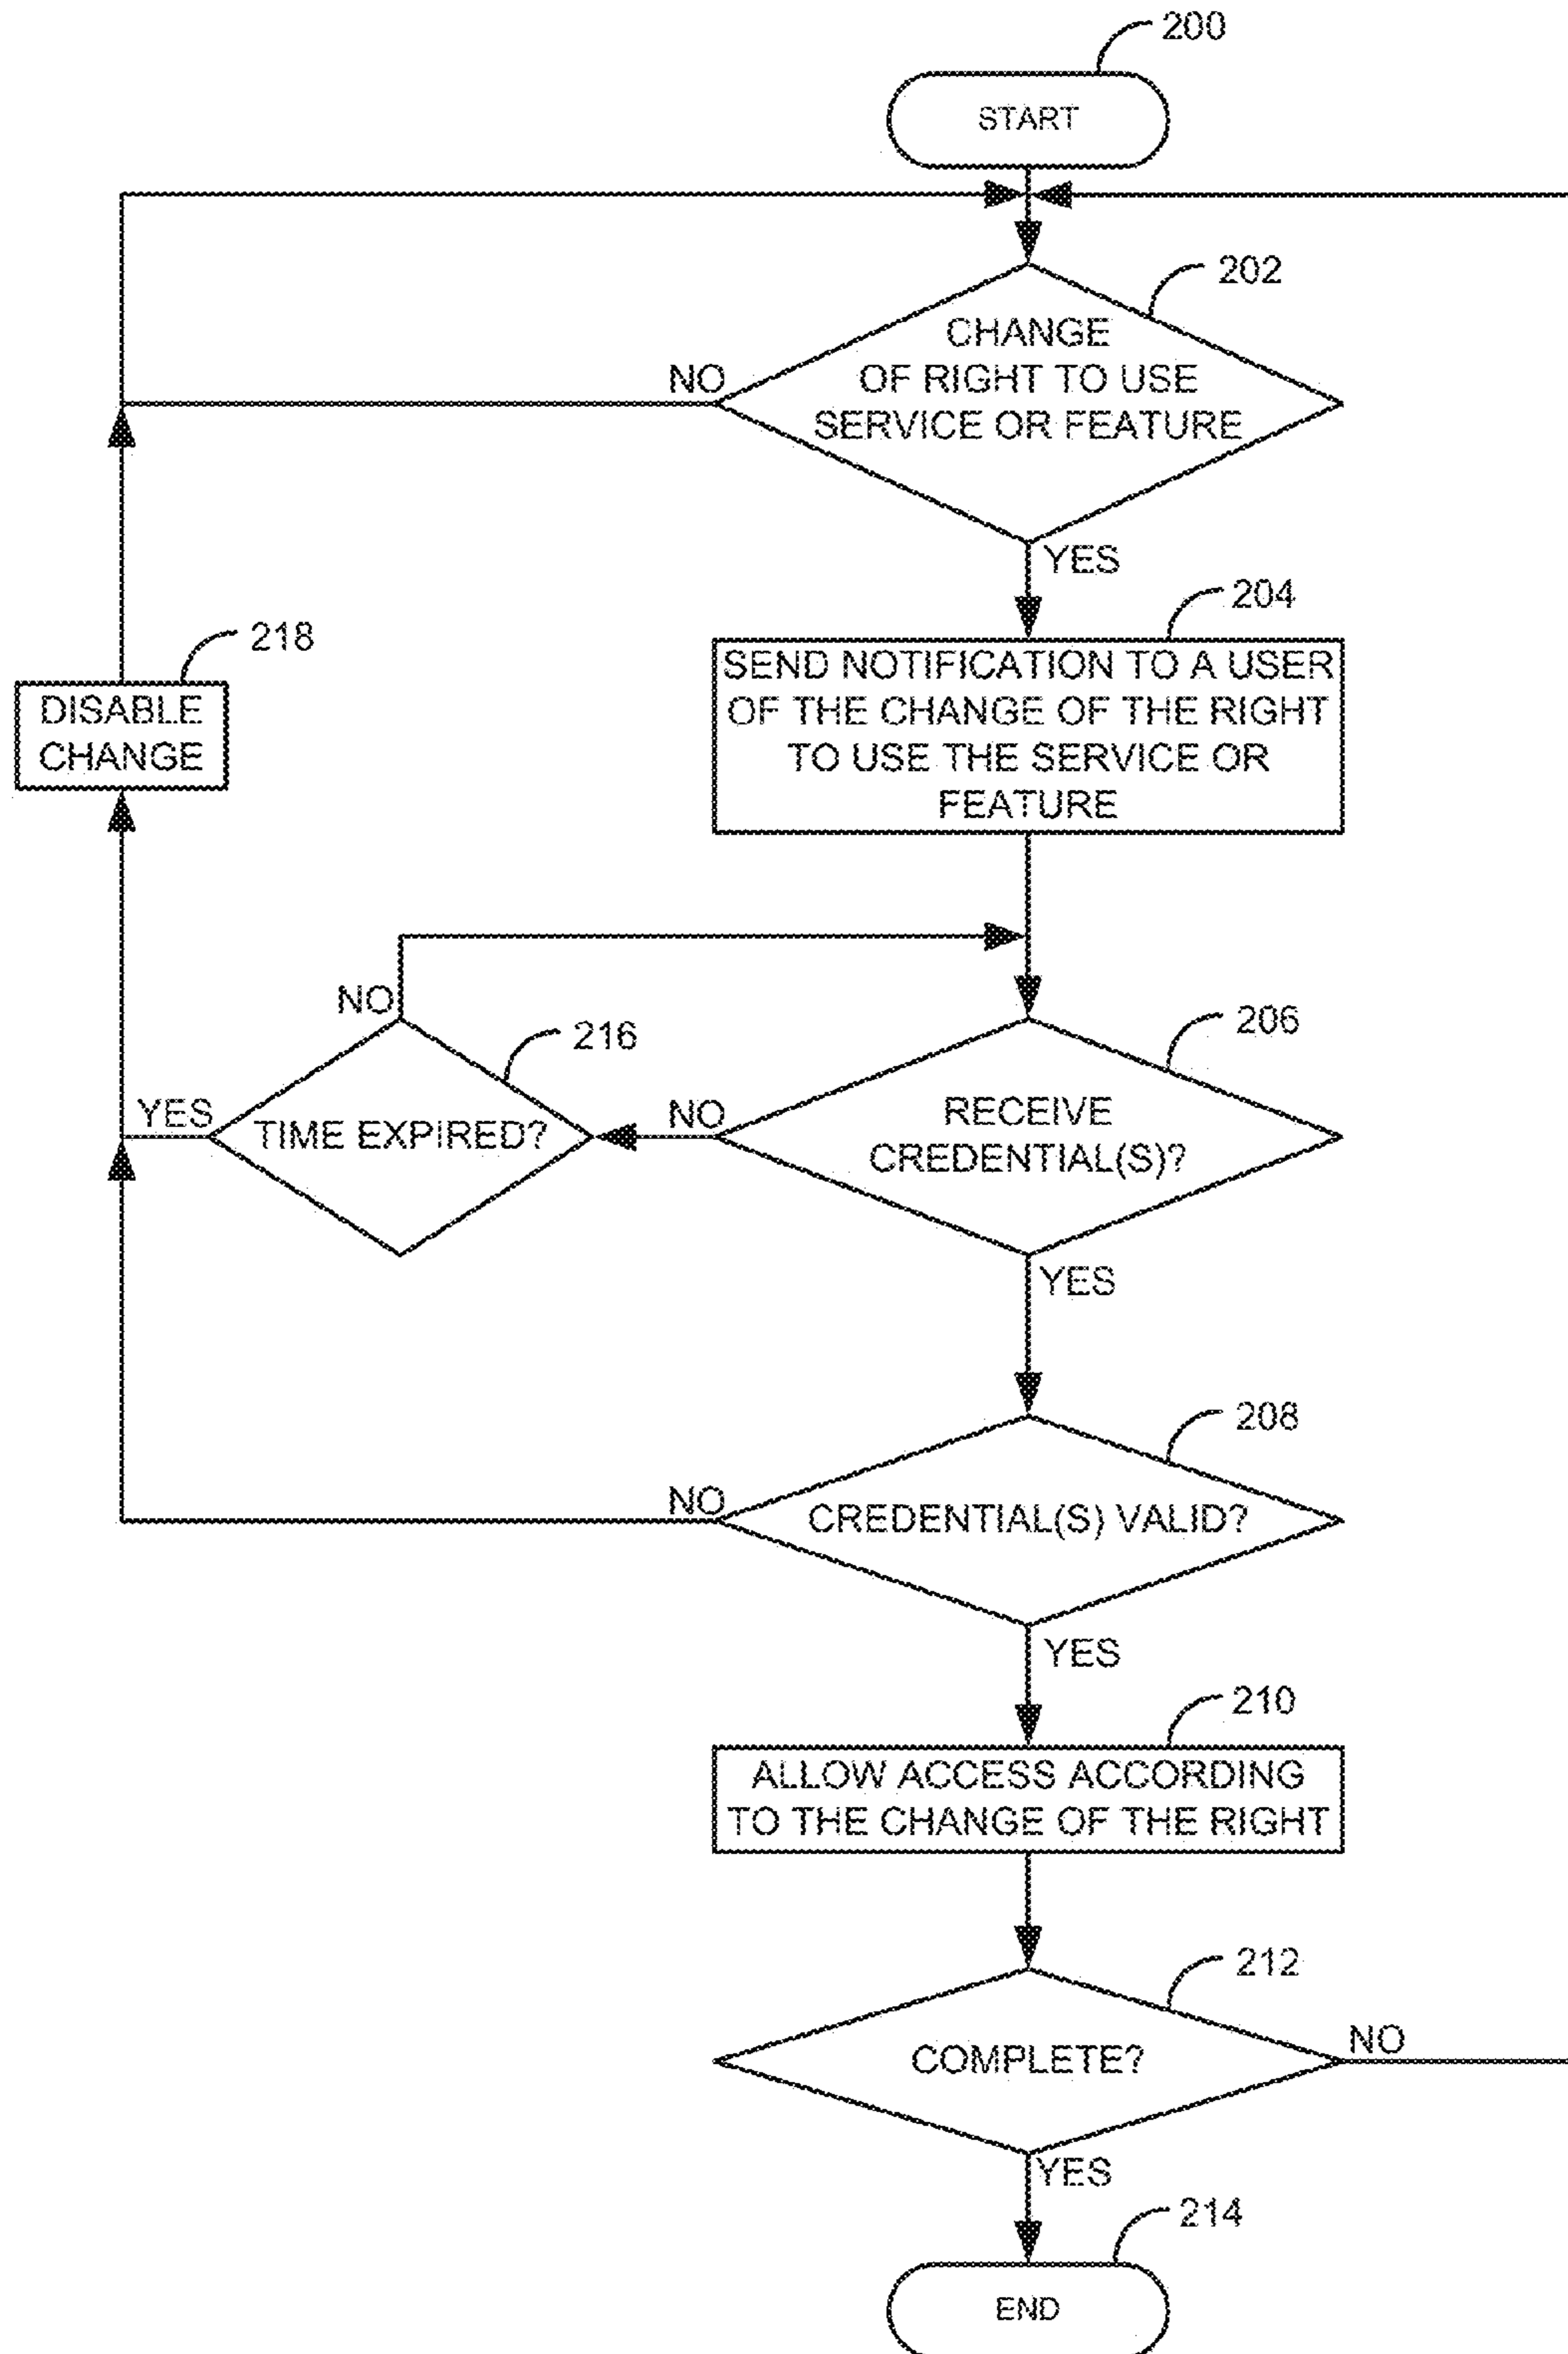 200
START
202
CHANGE
OF RIGHT TO USE
SERVICE OR FEATURE
NO
YES
204
SEND NOTIFICATION TO A USER
OF THE CHANGE OF THE RIGHT
TO USE THE SERVICE OR
FEATURE
218
DISABLE
CHANGE
NO
216
TIME EXPIRED?
YES
206
NO
RECEIVE
CREDENTIAL(S)?
YES
208
NO
CREDENTIAL(S) VALID?
YES
210
ALLOW ACCESS ACCORDING
TO THE CHANGE OF THE RIGHT
212
COMPLETE?
NO
YES
214
END